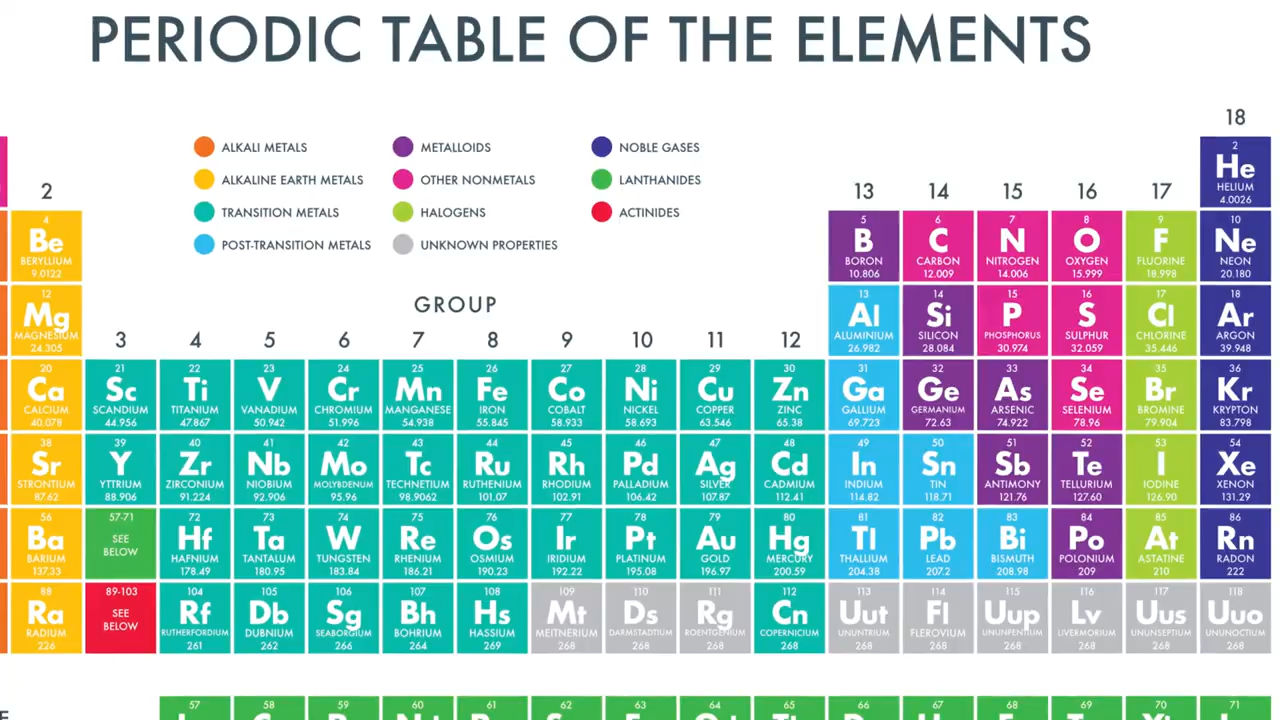 PERIODIC TABLE OF THE ELEMENTS
18
ALKALI METALS METALLOIDS NOBLE GASES
2 He HELIUM 4.0026
ALKALINE EARTH METALS OTHER NONMETALS LANTHANIDES
2 13 14 15 16 17
TRANSITION METALS HALOGENS ACTINIDES
POST-TRANSITION METALS UNKNOWN PROPERTIES
4 5 6 7 8 9 10
Be B C N O F Ne
BERYLLIUM BORON CARBON NITROGEN OXYGEN FLUORINE NEON
9.0122 10.806 12.009 14.006 15.999 18.998 20.180
GROUP
12 13 14 15 16 17 18
Mg Al Si P S Cl Ar
MAGNESIUM ALUMINIUM SILICON PHOSPHORUS SULPHUR CHLORINE ARGON
24.305 26.982 28.084 30.974 32.059 35.446 39.948
3 4 5 6 7 8 9 10 11 12
20 21 22 23 24 25 26 27 28 30 31 32 33 34 35 36
Ca Sc Ti V Cr Mn Fe Co Ni Cu Zn Ga Ge As Se Br Kr
CALCIUM SCANDIUM TITANIUM VANADIUM CHROMIUM MANGANESE IRON COBALT NICKEL COPPER ZINC GALLIUM GERMANIUM ARSENIC SELENIUM BROMINE KRYPTON
40.078 44.956 47.867 50.942 51.996 54.938 55.845 58.933 58.693 63.546 65.38 69.723 72.63 74.922 78.96 79.904 83.798
38 39 40 41 42 43 44 45 46 47 48 49 50 51 52 53 54
Sr Y Zr Nb Mo Tc Ru Rh Pd Ag Cd In Sn Sb Te I Xe
STRONTIUM YTTRIUM ZIRCONIUM NIOBIUM MOLYBDENUM TECHNETIUM RUTHENIUM RHODIUM PALLADIUM SILVER CADMIUM INDIUM TIN ANTIMONY TELLURIUM IODINE XENON
87.62 88.906 91.224 92.906 95.96 98.9062 101.07 102.91 106.42 107.87 112.41 114.82 118.71 121.76 127.60 126.90 131.29
56 57-71 72 73 74 75 76 77 78 79 80 81 82 83 84 85 86
Ba SEE BELOW Hf Ta W Re Os Ir Pt Au Hg Tl Pb Bi Po At Rn
BARIUM HAFNIUM TANTALUM TUNGSTEN RHENIUM OSMIUM IRIDIUM PLATINUM GOLD MERCURY THALLIUM LEAD BISMUTH POLONIUM ASTATINE RADON
137.33 178.49 180.95 183.84 186.21 190.23 192.22 195.08 196.97 200.59 204.38 207.2 208.98 209 210 222
88 89-103 104 105 106 107 108 109 110 111 112 113 114 115 116 117 118
Ra SEE BELOW Rf Db Sg Bh Hs Mt Ds Rg Cn Uut Fl Uup Lv Uus Uuo
RADIUM RUTHERFORDIUM DUBNIUM SEABORGIUM BOHRIUM HASSIUM MEITNERIUM DARMSTADTIUM ROENTGENIUM COPERNICIUM UNUNTRIUM FLEROVIUM UNUNPENTIUM LIVERMORIUM UNUNSEPTIUM UNUNOCTIUM
226 261 262 266 264 269 268 268 268 268 268 268 268 268 268 268
57 58 59 60 61 62 63 64 65 66 67 68 69 70 71